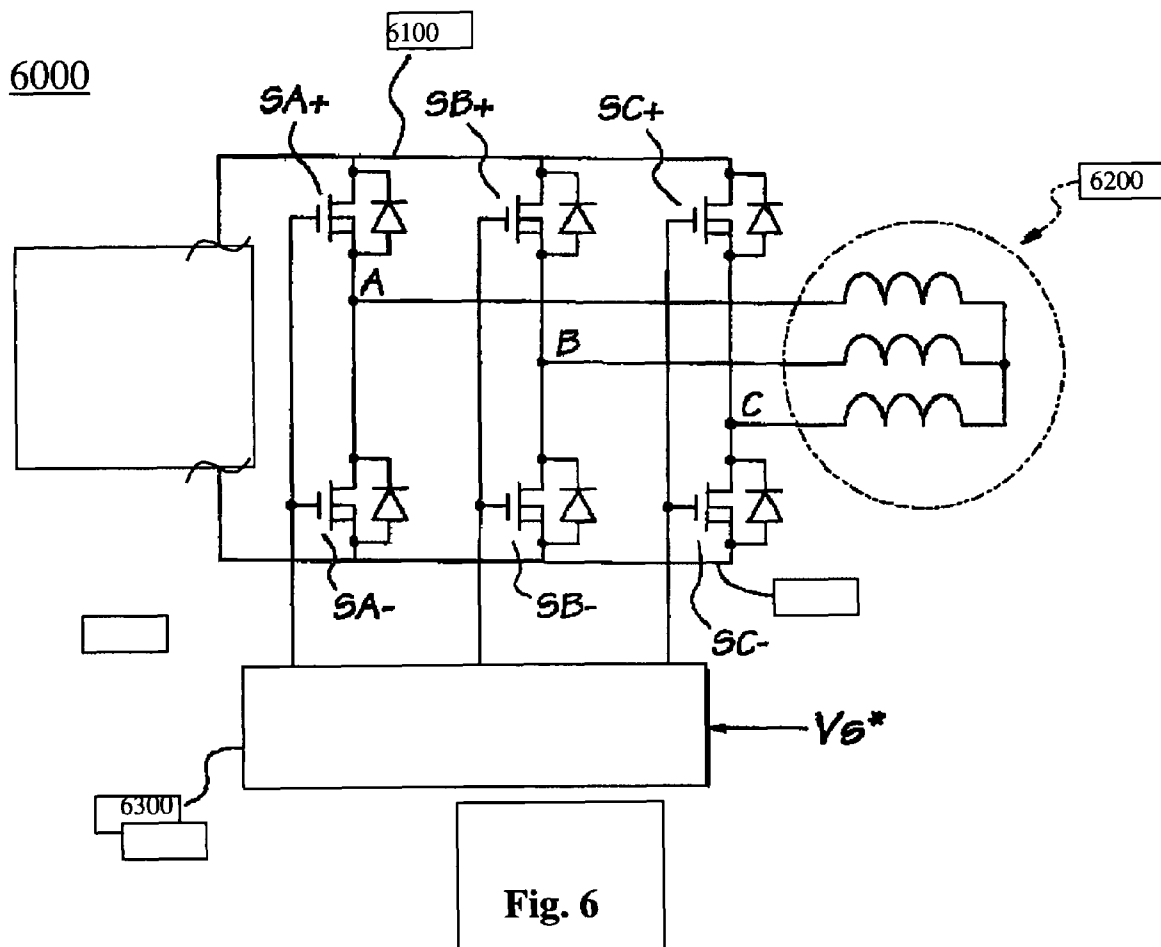 6100
6000
SA+
SB+
SC+
6200
A
B
C
SA-
SB-
SC-
Vs*
6300
Fig. 6